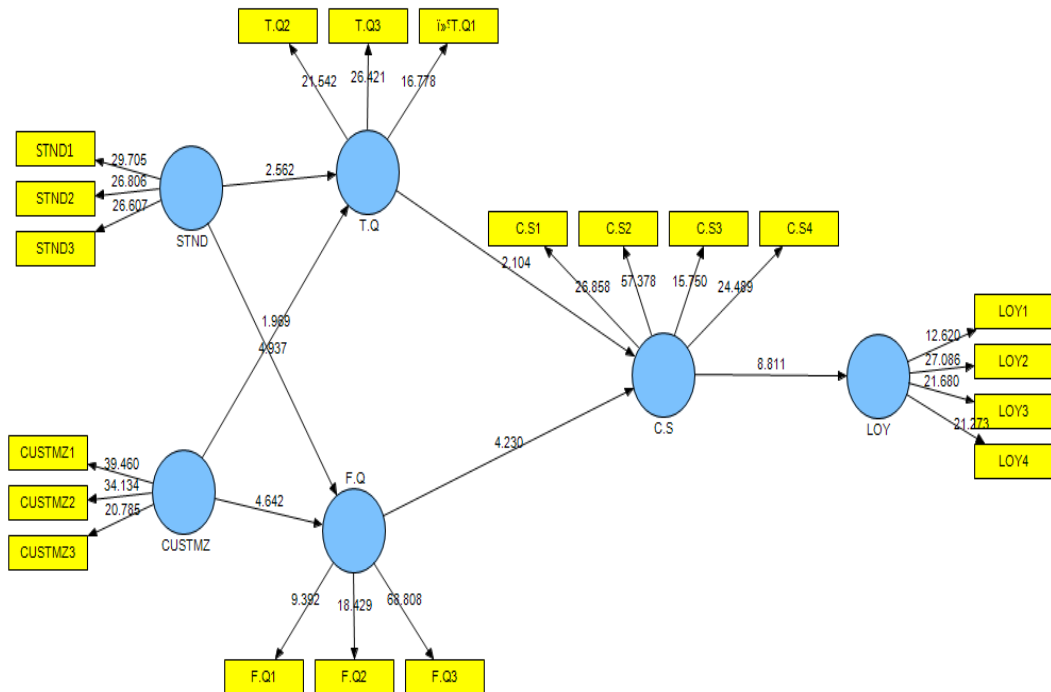 T.Q2
T.Q3
ï»¿T.Q1
21.542
26.421
16.778
STND1
STND2
STND3
29.705
26.806
26.607
STND
2.562
T.Q
C.S1
C.S2
C.S3
C.S4
2.104
26.858
57.378
15.750
24.489
1.969
4.937
LOY1
LOY2
LOY3
LOY4
12.620
27.086
21.680
21.273
8.811
C.S
LOY
CUSTMZ1
CUSTMZ2
CUSTMZ3
39.460
34.134
20.785
CUSTMZ
4.642
F.Q
4.230
9.392
18.429
68.808
F.Q1
F.Q2
F.Q3